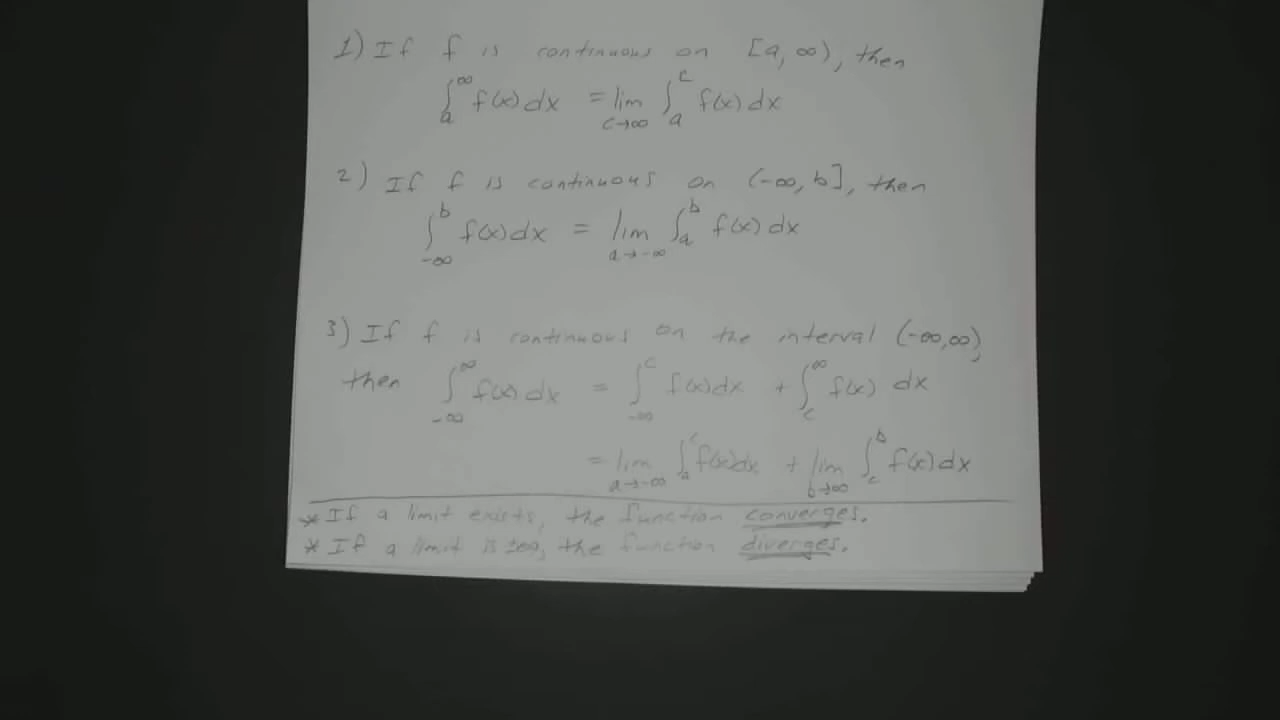 1) If f is continuous on [a, ∞), then
∫_a^∞ f(x) dx = lim_{c→∞} ∫_a^c f(x) dx
2) If f is continuous on (-∞, b], then
∫_{-∞}^b f(x) dx = lim_{a→-∞} ∫_a^b f(x) dx
3) If f is continuous on the interval (-∞,∞),
then ∫_{-∞}^∞ f(x) dx = ∫_{-∞}^c f(x) dx + ∫_c^∞ f(x) dx
= lim_{a→-∞} ∫_a^c f(x) dx + lim_{b→∞} ∫_c^b f(x) dx
* If a limit exists, the function converges.
* If a limit is ±∞, the function diverges.